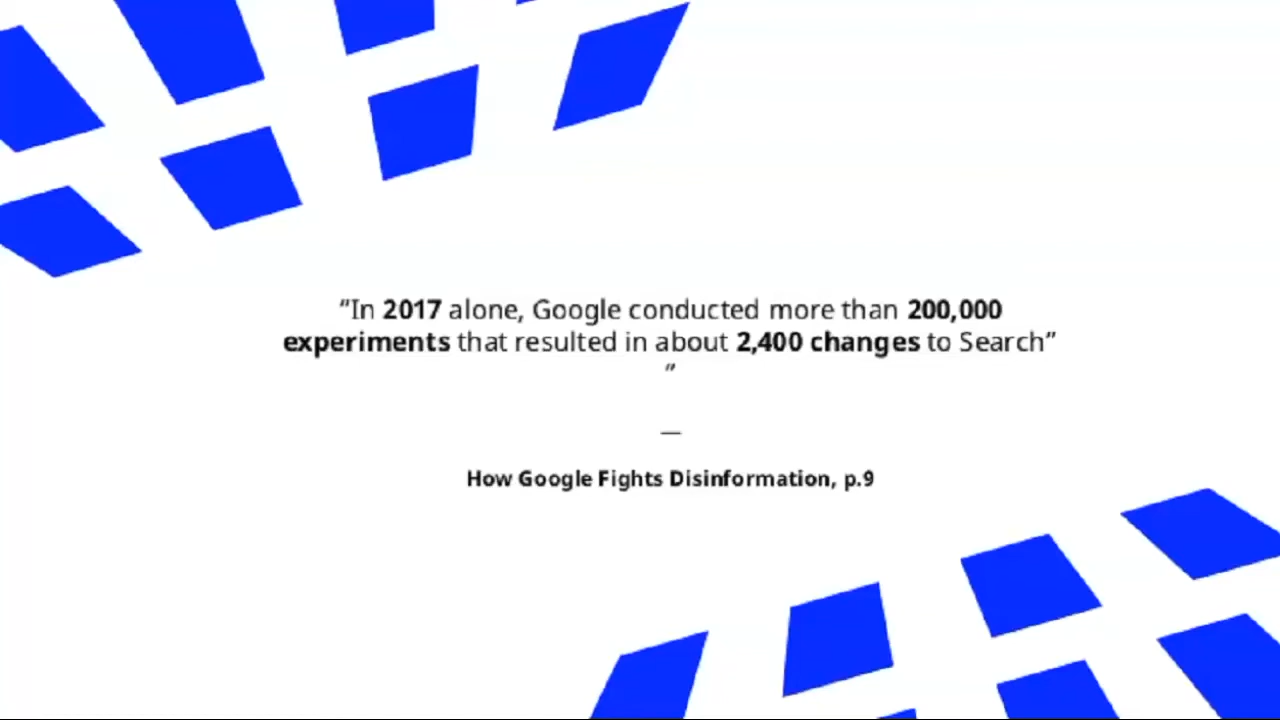 “In 2017 alone, Google conducted more than 200,000
experiments that resulted in about 2,400 changes to Search”
”
—
How Google Fights Disinformation, p.9